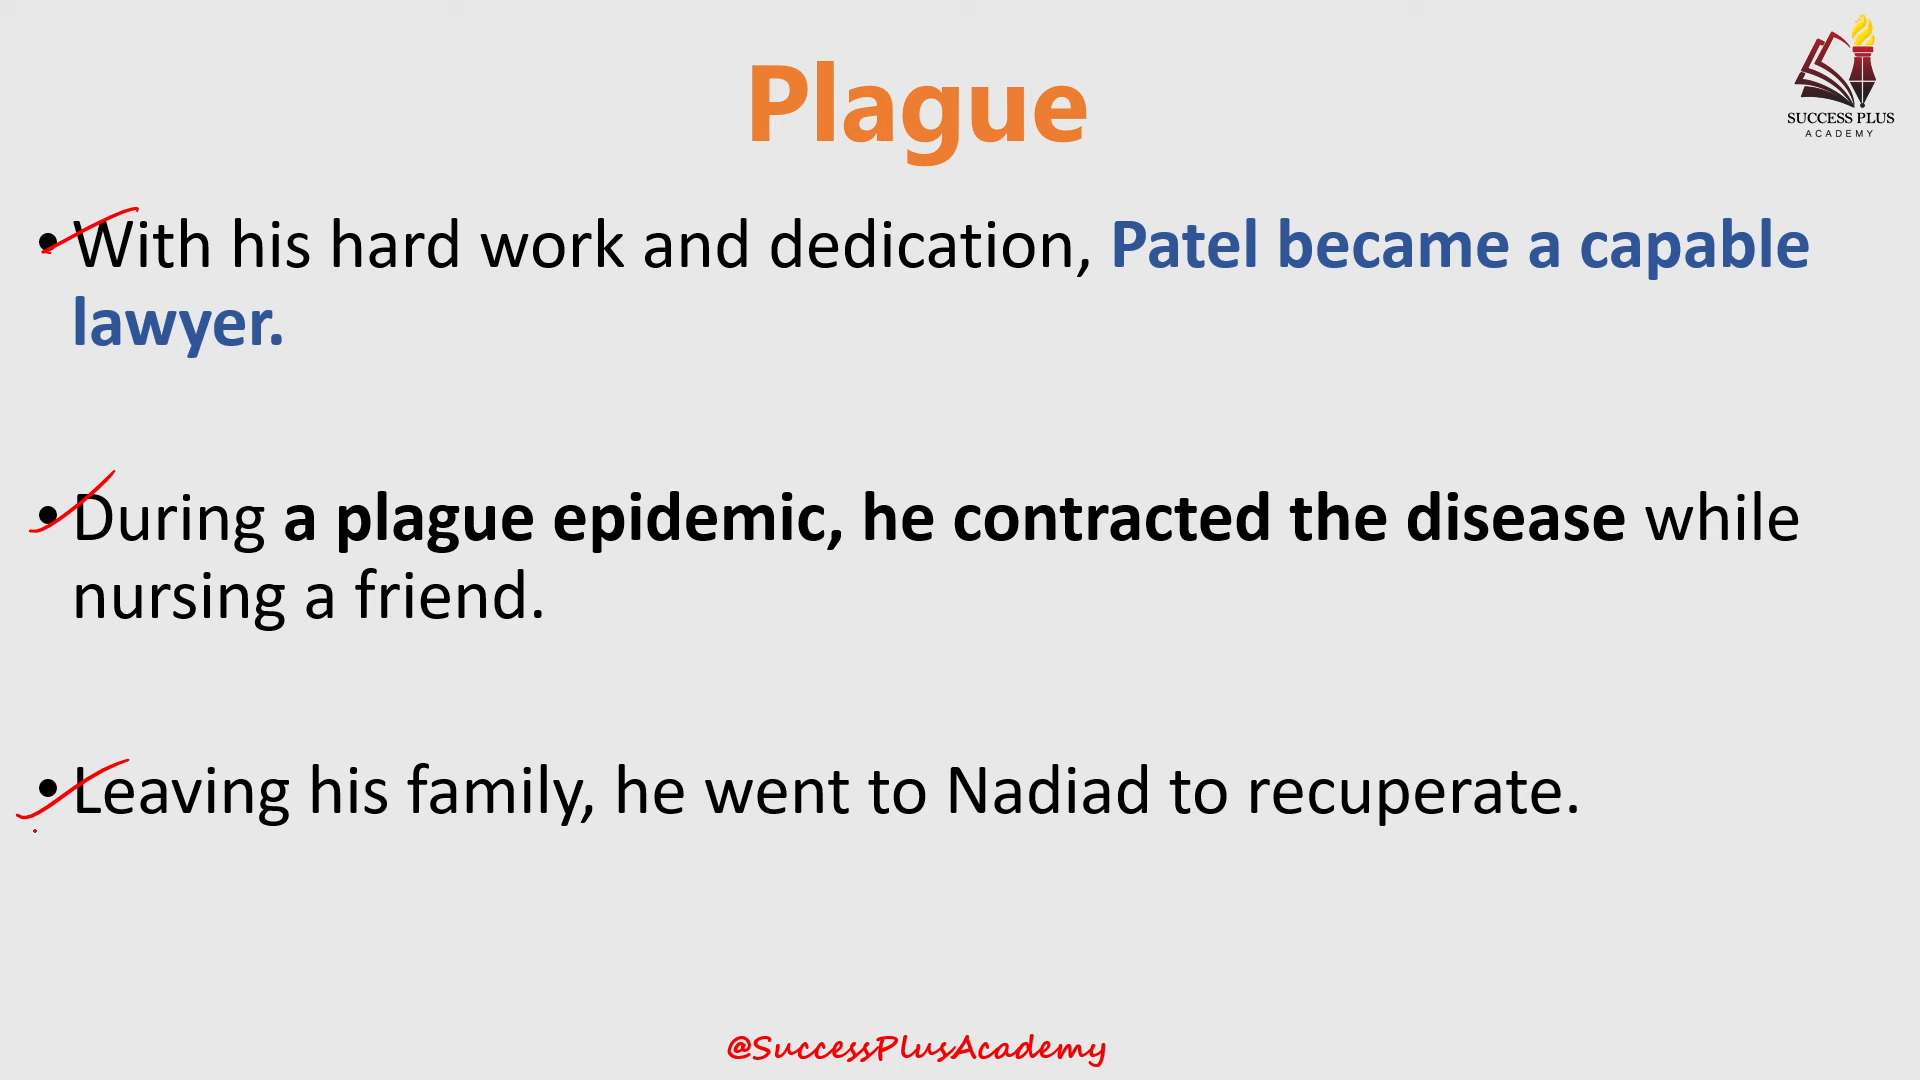 Plague
SUCCESS PLUS
ACADEMY
• With his hard work and dedication, Patel became a capable
lawyer.
• During a plague epidemic, he contracted the disease while
nursing a friend.
• Leaving his family, he went to Nadiad to recuperate.
@SuccessPlusAcademy